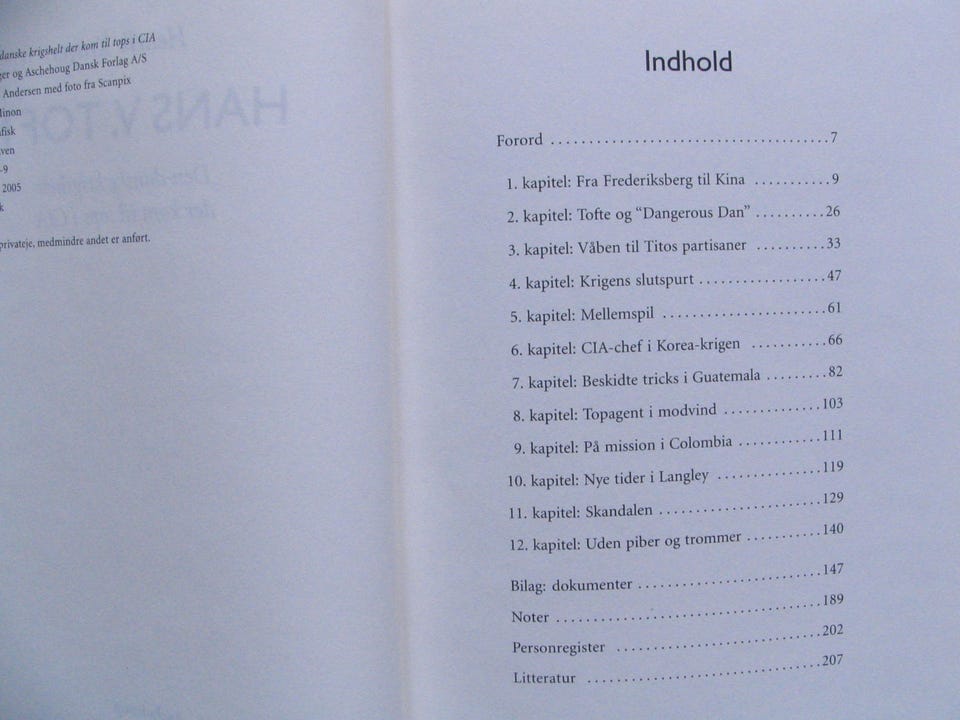 danske krigshelt der kom til tops i CIA
og Aschehoug Dansk Forlag A/S
Andersen med foto fra Scanpix
-9
2005
privateje, medmindre andet er anført.
HANS V. TOF
Indhold
Forord .....................................7
1. kapitel: Fra Frederiksberg til Kina ...........9
2. kapitel: Tofte og “Dangerous Dan” ..........26
3. kapitel: Våben til Titos partisaner ..........33
4. kapitel: Krigens slutspurt .................47
5. kapitel: Mellemspil ......................61
6. kapitel: CIA-chef i Korea-krigen ...........66
7. kapitel: Beskidte tricks i Guatemala .........82
8. kapitel: Topagent i modvind .............103
9. kapitel: På mission i Colombia ...........111
10. kapitel: Nye tider i Langley ..............119
11. kapitel: Skandalen ......................129
12. kapitel: Uden piber og trommer ..........140
Bilag: dokumenter .........................147
Noter ....................................189
Personregister ............................202
Litteratur ................................207